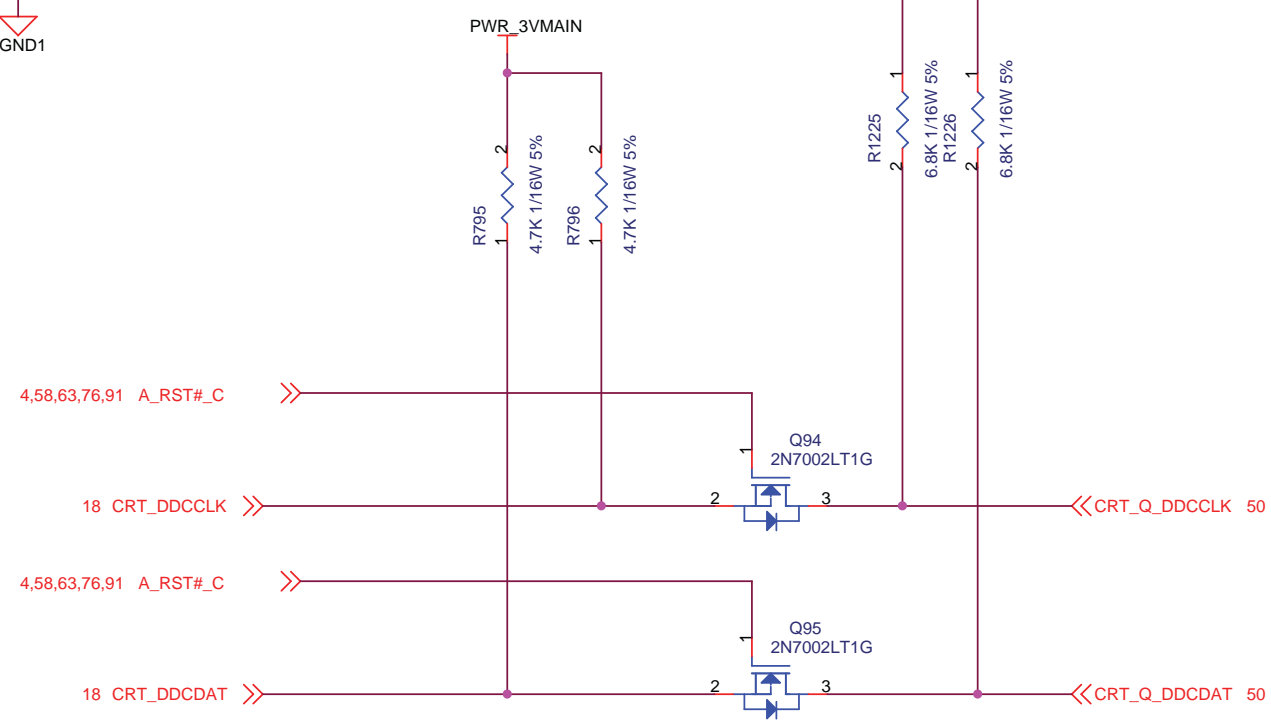 GND1
PWR_3VMAIN
2
R795
1
4.7K 1/16W 5%
2
R796
1
4.7K 1/16W 5%
1
R1225
2
6.8K 1/16W 5%
1
R1226
2
6.8K 1/16W 5%
4,58,63,76,91 A_RST#_C
1
Q94
2N7002LT1G
18 CRT_DDCCLK
2
3
CRT_Q_DDCCLK 50
4,58,63,76,91 A_RST#_C
1
Q95
2N7002LT1G
18 CRT_DDCDAT
2
3
CRT_Q_DDCDAT 50